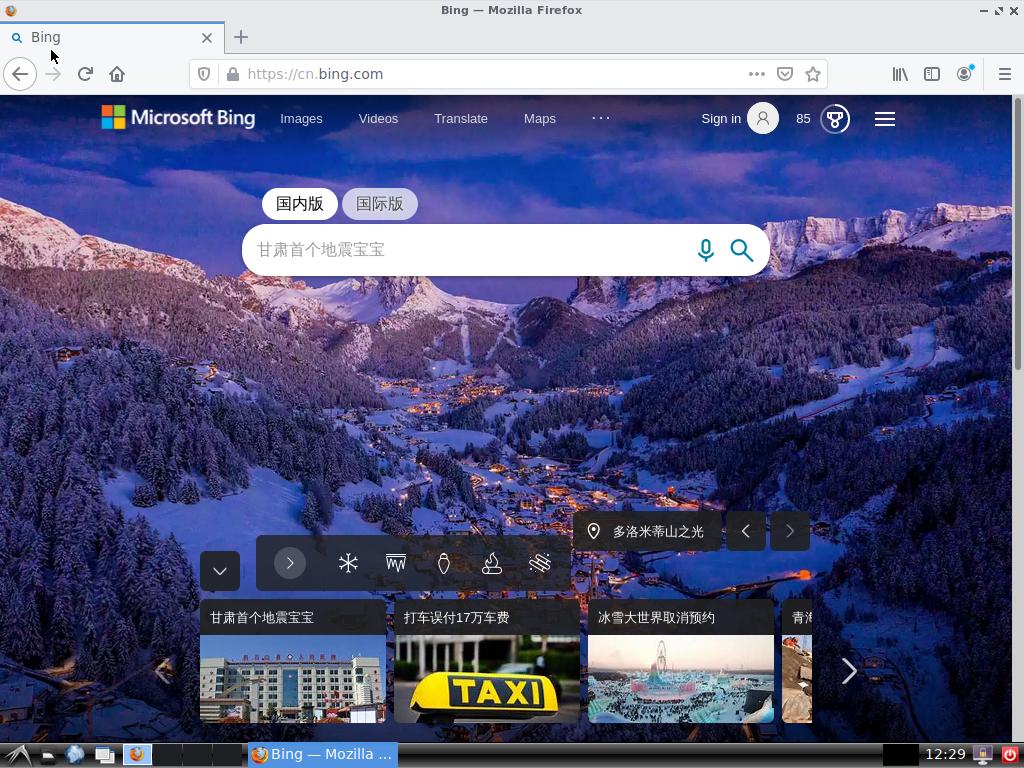 Bing — Mozilla Firefox
Bing
https://cn.bing.com
Microsoft Bing
Images
Videos
Translate
Maps
Sign in
85
国内版
国际版
甘肃首个地震宝宝
多洛米蒂山之光
甘肃首个地震宝宝
打车误付17万车费
冰雪大世界取消预约
TAXI
Bing — Mozilla ...
12:29